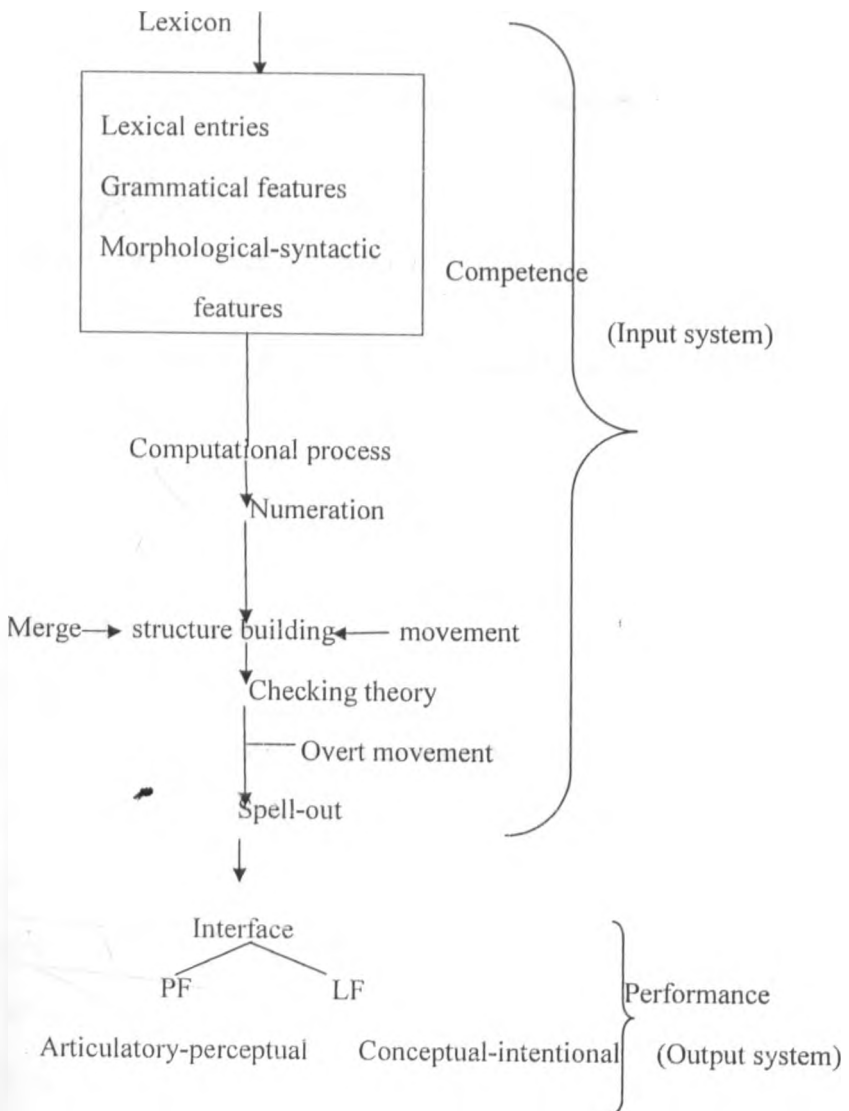 Lexicon
Lexical entries
Grammatical features
Morphological-syntactic
features
Competence
(Input system)
Computational process
Numeration
Merge structure building movement
Checking theory
Overt movement
Spell-out
Interface
PF LF
Performance
Articulatory-perceptual Conceptual-intentional (Output system)